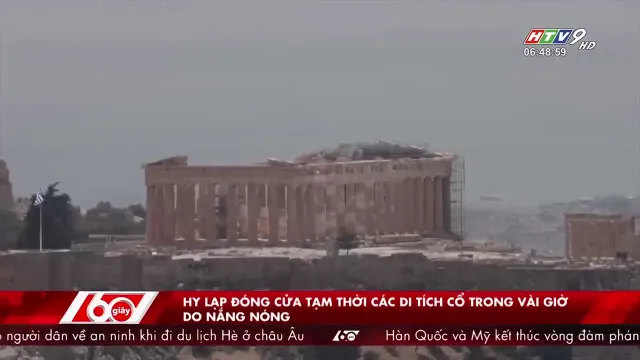 HTV9 HD
06:48:59
60 giây
HY LẠP ĐÓNG CỬA TẠM THỜI CÁC DI TÍCH CỔ TRONG VÀI GIỜ
DO NẮNG NÓNG
o người dân về an ninh khi đi du lịch Hè ở châu Âu Hàn Quốc và Mỹ kết thúc vòng đàm phán